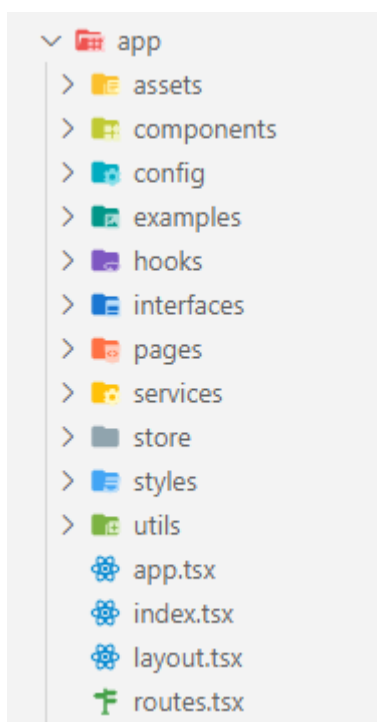 app
assets
components
config
examples
hooks
interfaces
pages
services
store
styles
utils
app.tsx
index.tsx
layout.tsx
routes.tsx